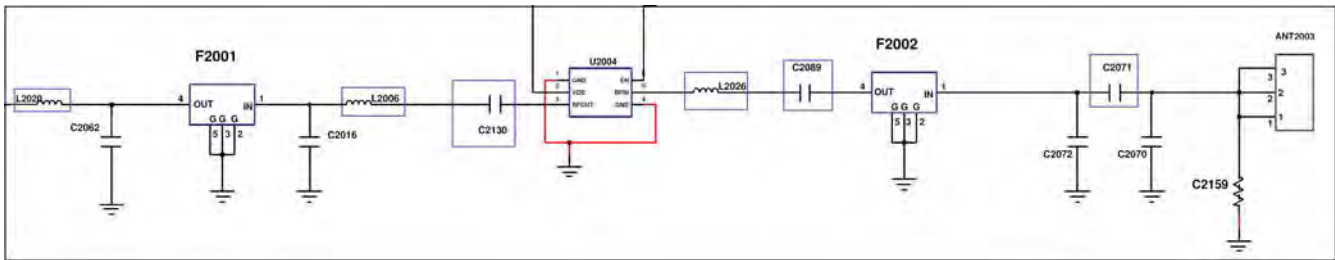 F2001
F2002
ANT2003
U2004
C2089
C2071
L2020
L2006
L2026
C2130
C2062
C2016
C2072
C2070
C2159
4 OUT IN 1
G G G
5 3 2
1 GND EN
2 VDD RFIN
3 RFOUT GND 4
4 OUT IN 1
G G G
5 3 2
3 3
2 2
1 1